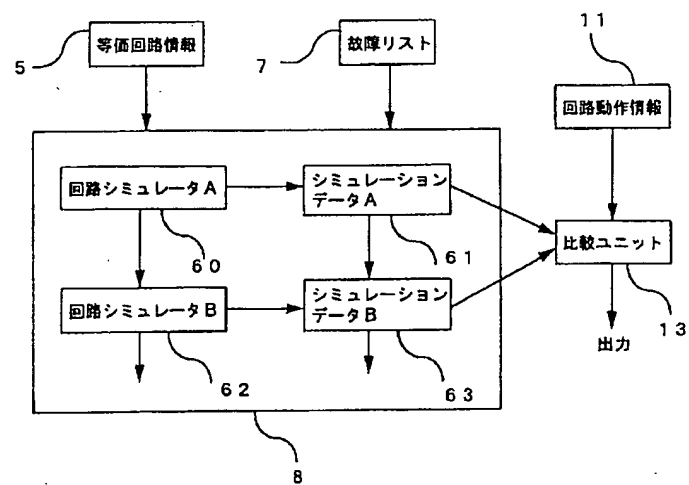 5
等価回路情報
7
故障リスト
11
回路動作情報
回路シミュレータA
シミュレーション
データA
60
61
比較ユニット
回路シミュレータB
シミュレーション
データB
13
62
63
出力
8